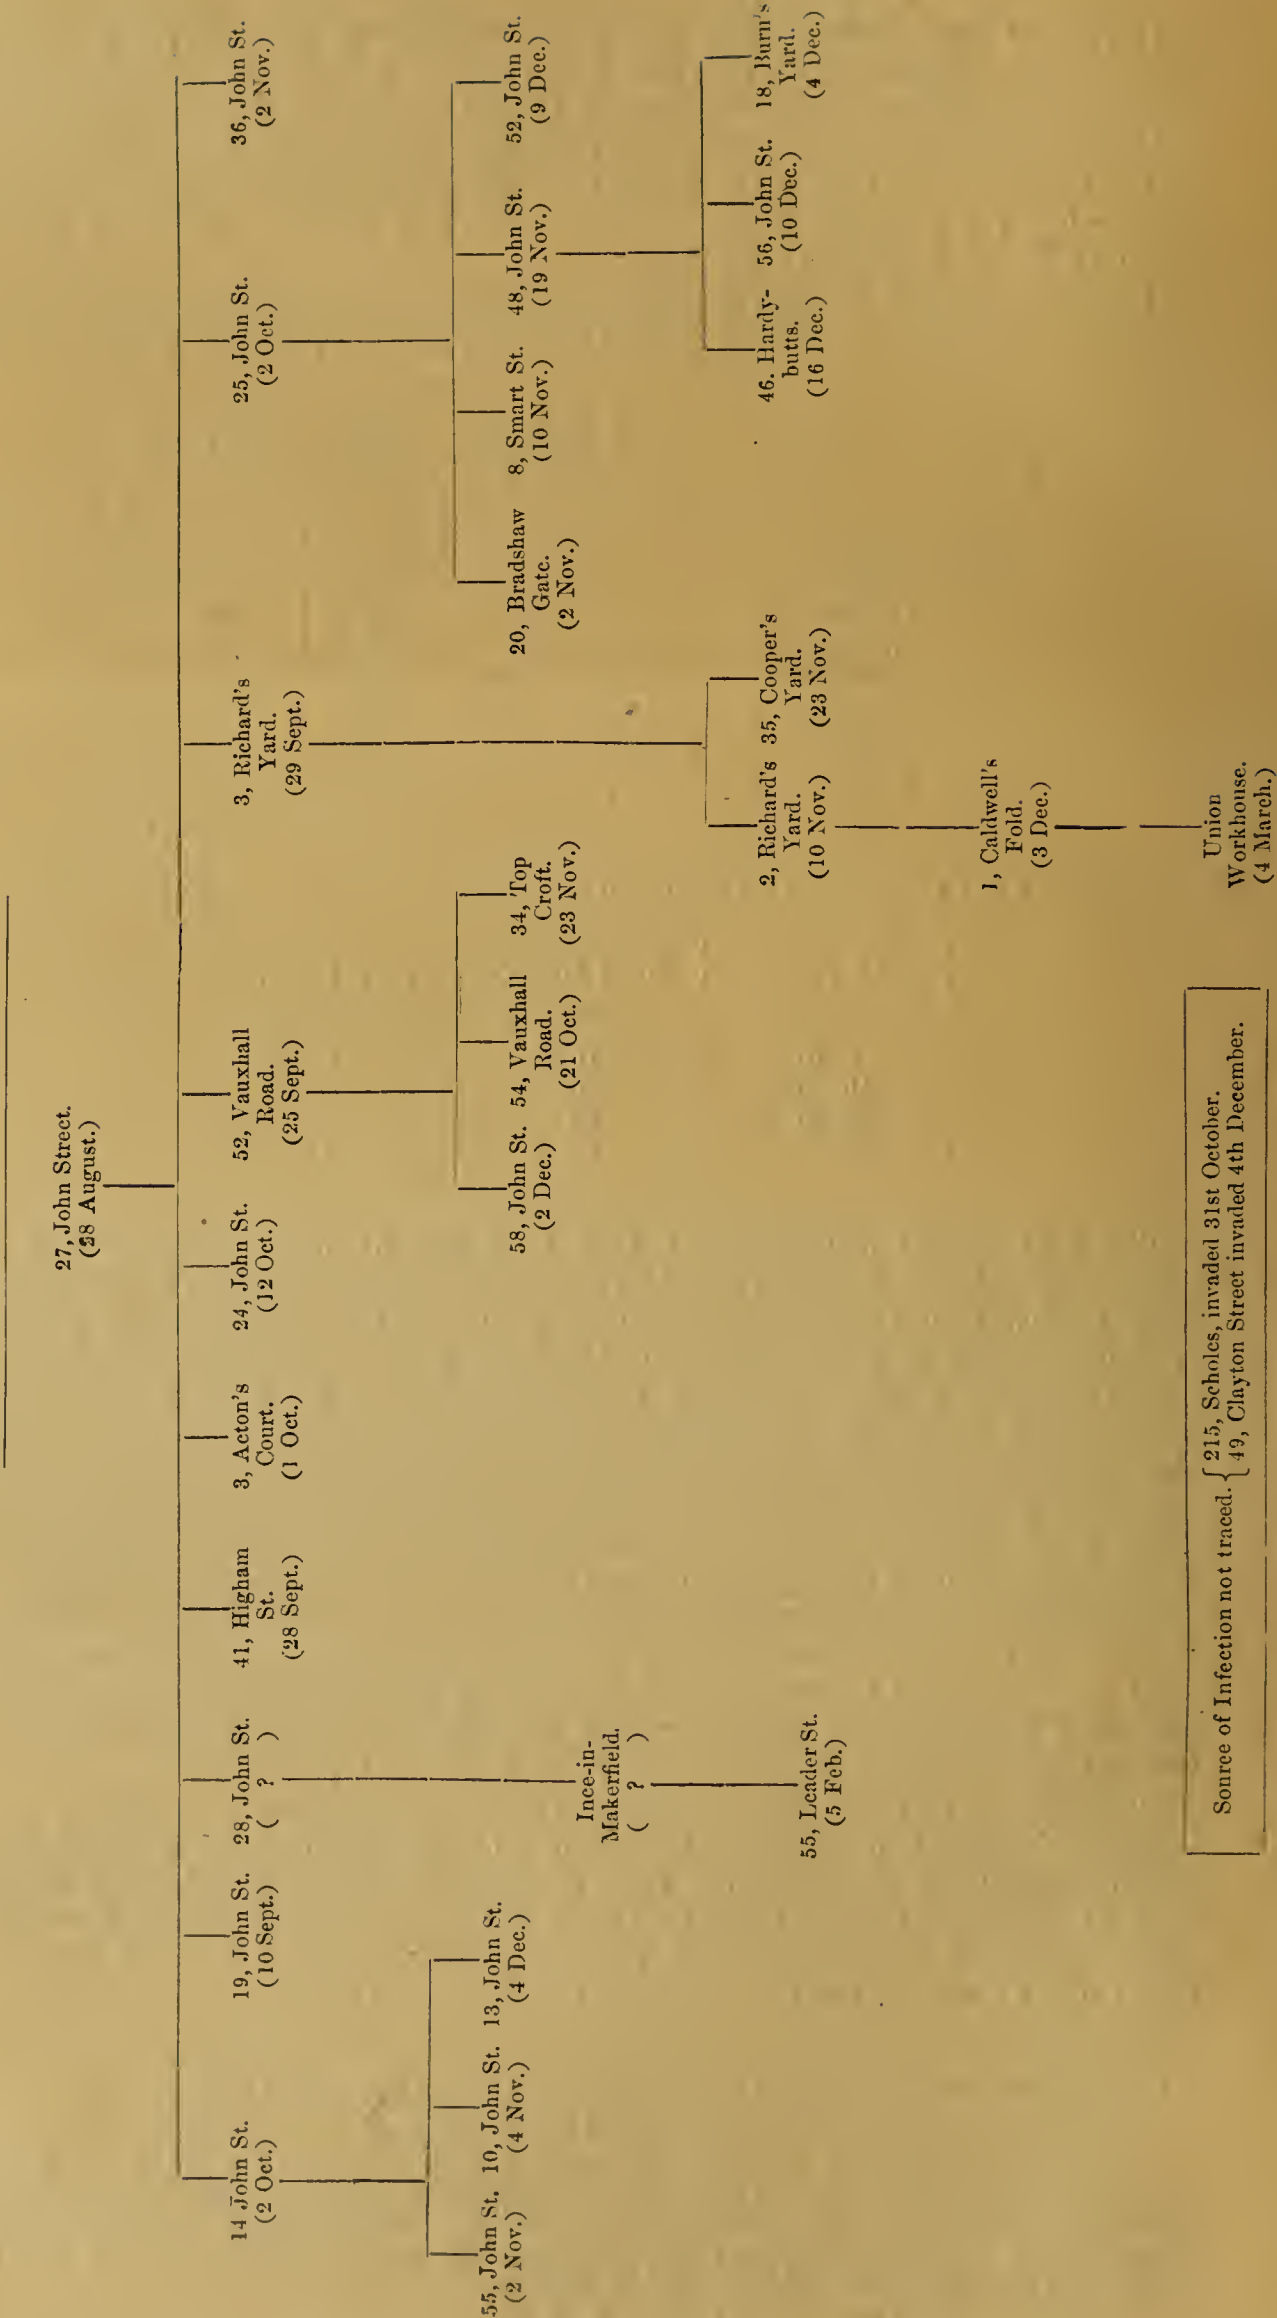 27, John Street.
(28 August.)
14 John St.
(2 Oct.)
19, John St.
(10 Sept.)
28, John St.
( ? )
41, Higham
St.
(28 Sept.)
3, Acton's
Court.
(1 Oct.)
24, John St.
(12 Oct.)
52, Vauxhall
Road.
(25 Sept.)
3, Richard's
Yard.
(29 Sept.)
25, John St.
(2 Oct.)
36, John St.
(2 Nov.)
55, John St.
(2 Nov.)
10, John St.
(4 Nov.)
13, John St.
(4 Dec.)
Ince-in-
Makerfield.
( ? )
55, Leader St.
(5 Feb.)
58, John St.
(2 Dec.)
54, Vauxhall
Road.
(21 Oct.)
34, Top
Croft.
(23 Nov.)
2, Richard's
Yard.
(10 Nov.)
35, Cooper's
Yard.
(23 Nov.)
1, Caldwell's
Fold.
(3 Dec.)
Union
Workhouse.
(4 March.)
20, Bradshaw
Gate.
(2 Nov.)
8, Smart St.
(10 Nov.)
48, John St.
(19 Nov.)
52, John St.
(9 Dec.)
46. Hardy-
butts.
(16 Dec.)
56, John St.
(10 Dec.)
18, Burn's
Yard.
(4 Dec.)
Source of Infection not traced. { 215, Scholes, invaded 31st October.
49, Clayton Street invaded 4th December.